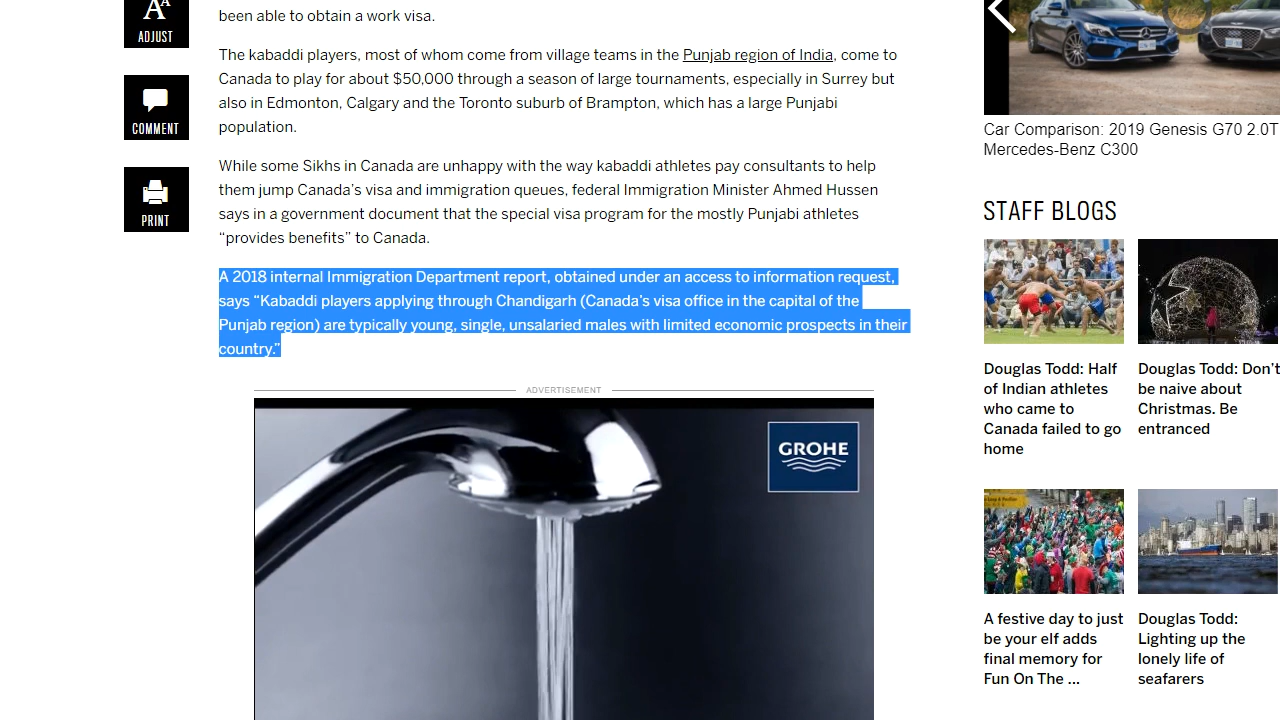 been able to obtain a work visa.
The kabaddi players, most of whom come from village teams in the Punjab region of India, come to
Canada to play for about $50,000 through a season of large tournaments, especially in Surrey but
also in Edmonton, Calgary and the Toronto suburb of Brampton, which has a large Punjabi
population.
While some Sikhs in Canada are unhappy with the way kabaddi athletes pay consultants to help
them jump Canada's visa and immigration queues, federal Immigration Minister Ahmed Hussen
says in a government document that the special visa program for the mostly Punjabi athletes
“provides benefits” to Canada.
A 2018 internal Immigration Department report, obtained under an access to information request,
says “Kabaddi players applying through Chandigarh (Canada's visa office in the capital of the
Punjab region) are typically young, single, unsalaried males with limited economic prospects in their
country.”
ADVERTISEMENT
GROHE
AA
ADJUST
COMMENT
PRINT
Car Comparison: 2019 Genesis G70 2.0T
Mercedes-Benz C300
STAFF BLOGS
Douglas Todd: Half
of Indian athletes
who came to
Canada failed to go
home
Douglas Todd: Don't
be naive about
Christmas. Be
entranced
A festive day to just
be your elf adds
final memory for
Fun On The ...
Douglas Todd:
Lighting up the
lonely life of
seafarers